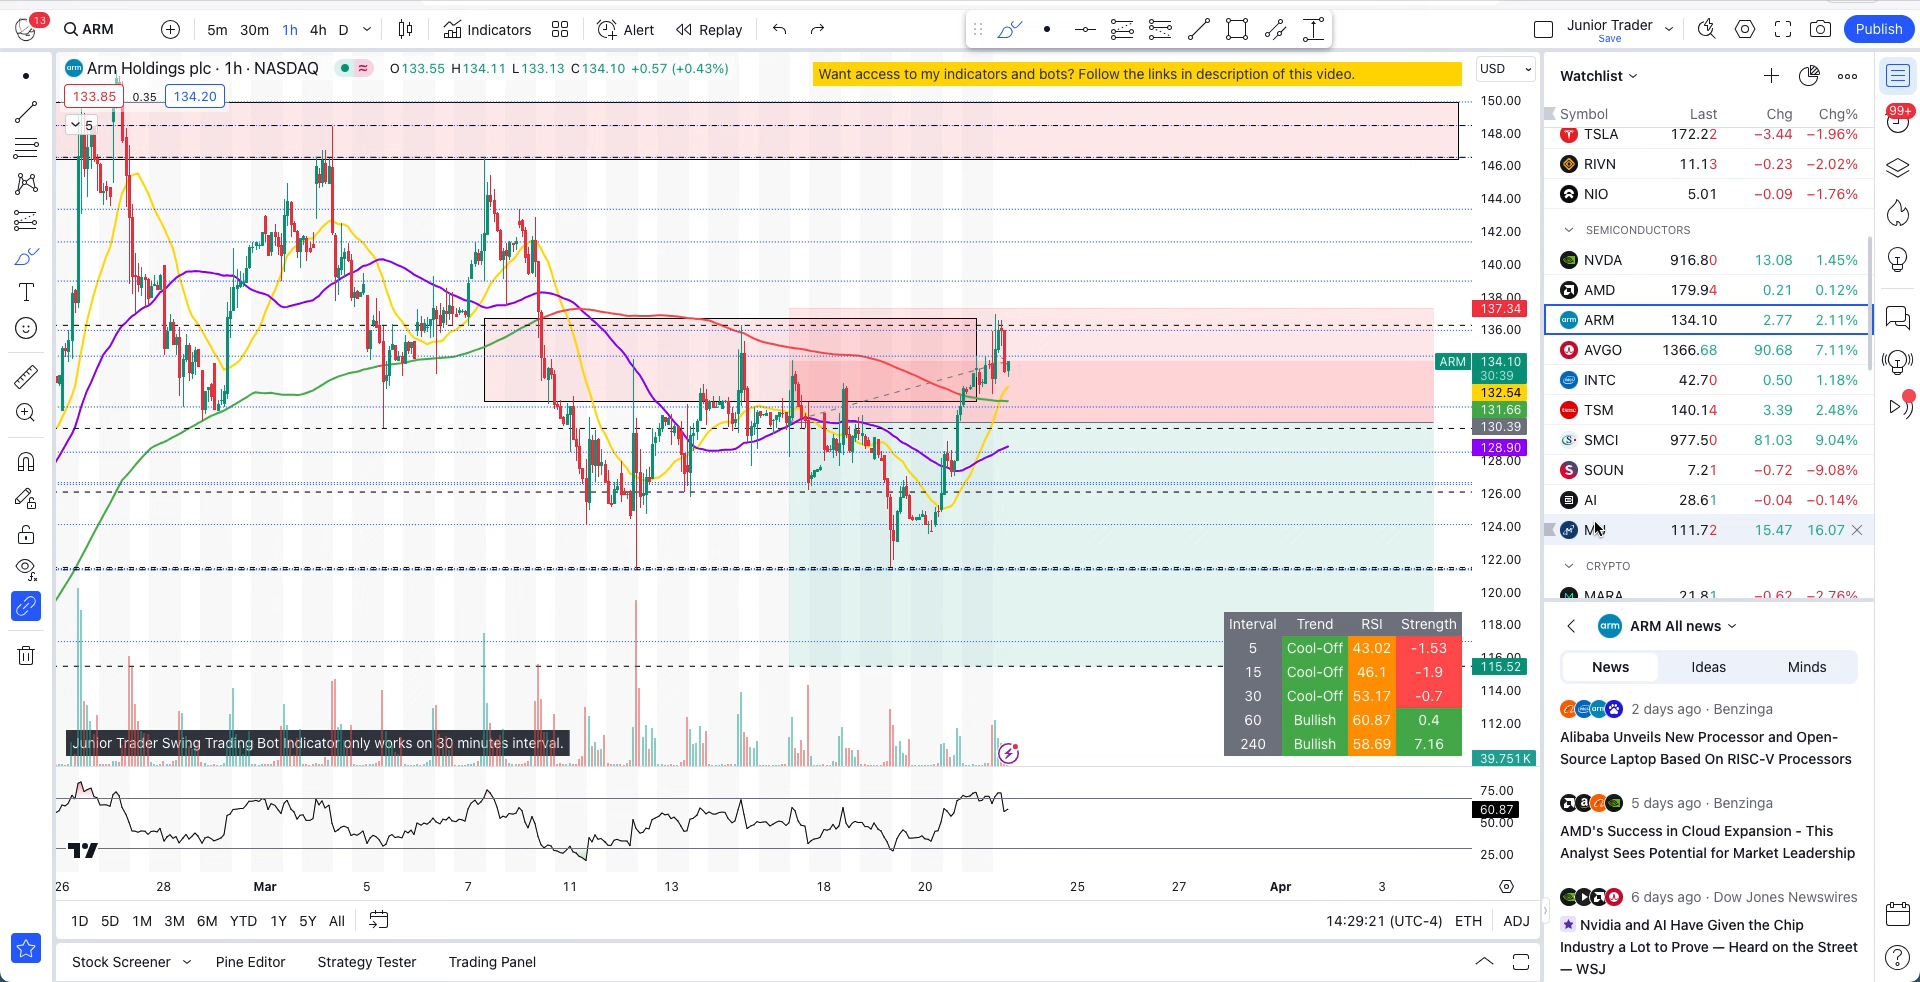 13
ARM
5m 30m 1h 4h D
Indicators
Alert
Replay
Junior Trader
Save
Publish
Arm Holdings plc · 1h · NASDAQ
O133.55 H134.11 L133.13 C134.10 +0.57 (+0.43%)
133.85 0.35 134.20
5
Want access to my indicators and bots? Follow the links in description of this video.
USD
150.00
148.00
146.00
144.00
142.00
140.00
138.00
137.34
136.00
ARM 134.10
30:39
132.54
131.66
130.39
128.90
128.00
126.00
124.00
122.00
120.00
118.00
116.00
115.52
114.00
112.00
39.751K
75.00
60.87
50.00
25.00
Interval Trend RSI Strength
5 Cool-Off 43.02 -1.53
15 Cool-Off 46.1 -1.9
30 Cool-Off 53.17 -0.7
60 Bullish 60.87 0.4
240 Bullish 58.69 7.16
Junior Trader Swing Trading Bot Indicator only works on 30 minutes interval.
26 28 Mar 5 7 11 13 18 20 25 27 Apr 3
1D 5D 1M 3M 6M YTD 1Y 5Y All
14:29:21 (UTC-4) ETH ADJ
Stock Screener Pine Editor Strategy Tester Trading Panel
Watchlist
Symbol Last Chg Chg%
TSLA 172.22 −3.44 −1.96%
RIVN 11.13 −0.23 −2.02%
NIO 5.01 −0.09 −1.76%
SEMICONDUCTORS
NVDA 916.80 13.08 1.45%
AMD 179.94 0.21 0.12%
arm ARM 134.10 2.77 2.11%
AVGO 1366.68 90.68 7.11%
INTC 42.70 0.50 1.18%
TSM 140.14 3.39 2.48%
SMCI 977.50 81.03 9.04%
SOUN 7.21 −0.72 −9.08%
AI 28.61 −0.04 −0.14%
111.72 15.47 16.07
CRYPTO
MARA 21.81 −0.62 −2.76%
arm ARM All news
News Ideas Minds
2 days ago · Benzinga
Alibaba Unveils New Processor and Open-
Source Laptop Based On RISC-V Processors
5 days ago · Benzinga
AMD's Success in Cloud Expansion - This
Analyst Sees Potential for Market Leadership
6 days ago · Dow Jones Newswires
Nvidia and AI Have Given the Chip
Industry a Lot to Prove — Heard on the Street
— WSJ
99+